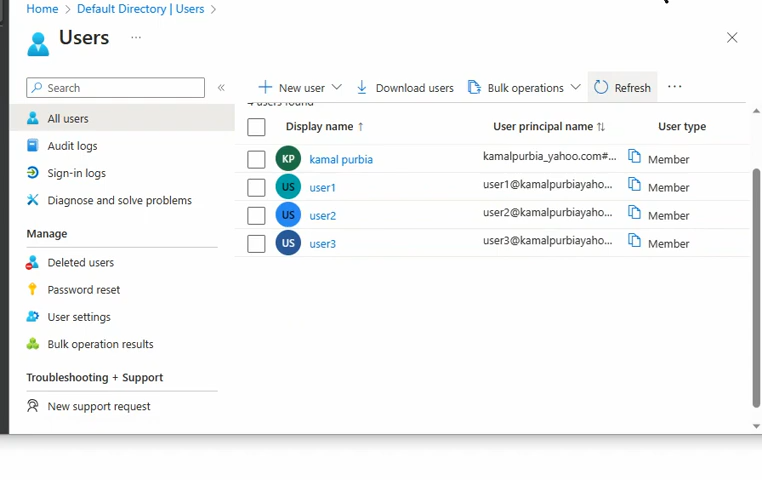 Home > Default Directory | Users >
Users ...
Search «
New user Download users Bulk operations Refresh ...
4 users found
All users
Audit logs
Sign-in logs
Diagnose and solve problems
Manage
Deleted users
Password reset
User settings
Bulk operation results
Troubleshooting + Support
New support request
Display name ↑ User principal name ↑↓ User type
KP kamal purbia kamalpurbia_yahoo.com#... Member
US user1 user1@kamalpurbiayaho... Member
US user2 user2@kamalpurbiayaho... Member
US user3 user3@kamalpurbiayaho... Member